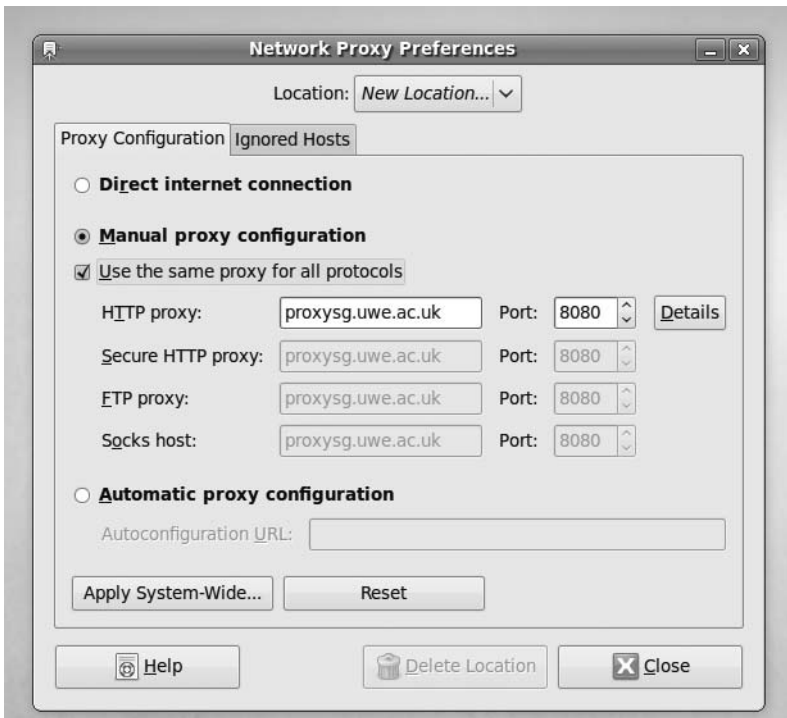 Network Proxy Preferences
Location: New Location...
Proxy Configuration Ignored Hosts
Direct internet connection
Manual proxy configuration
Use the same proxy for all protocols
HTTP proxy: proxysg.uwe.ac.uk Port: 8080 Details
Secure HTTP proxy: proxysg.uwe.ac.uk Port: 8080
FTP proxy: proxysg.uwe.ac.uk Port: 8080
Socks host: proxysg.uwe.ac.uk Port: 8080
Automatic proxy configuration
Autoconfiguration URL:
Apply System-Wide... Reset
Help Delete Location Close